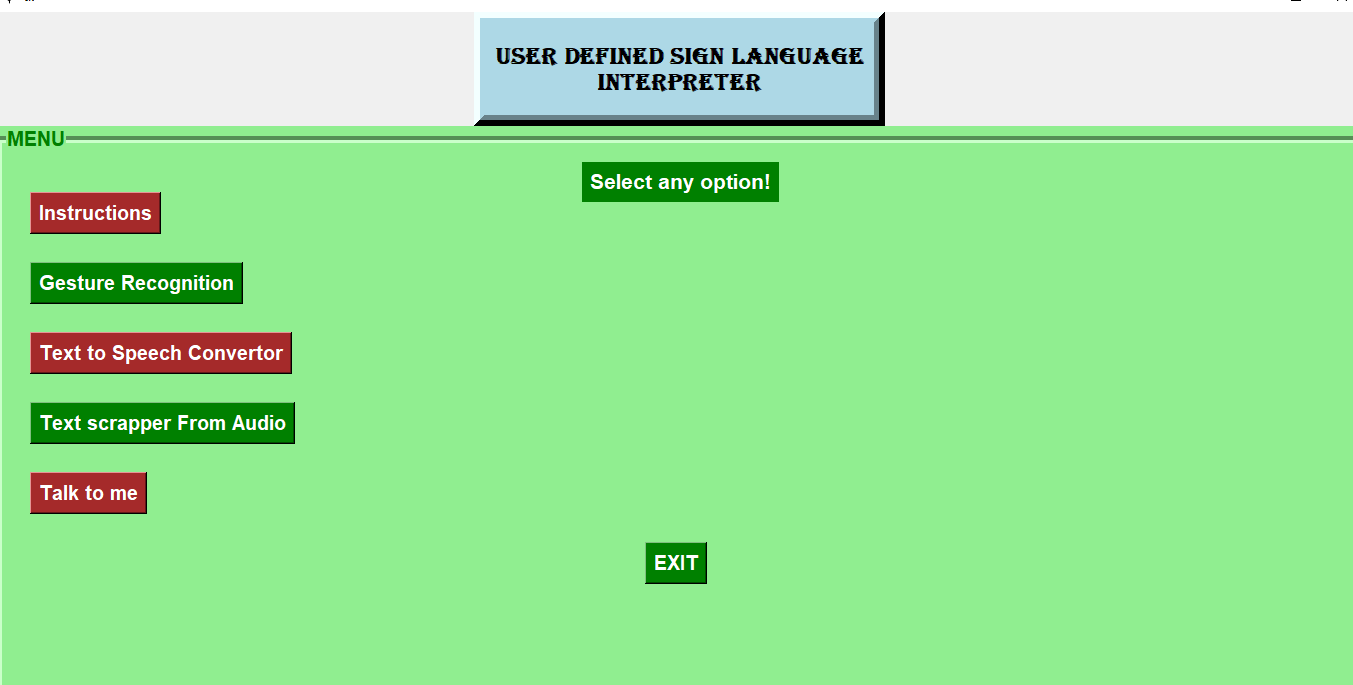 USER DEFINED SIGN LANGUAGE
INTERPRETER
MENU
Select any option!
Instructions
Gesture Recognition
Text to Speech Convertor
Text scrapper From Audio
Talk to me
EXIT